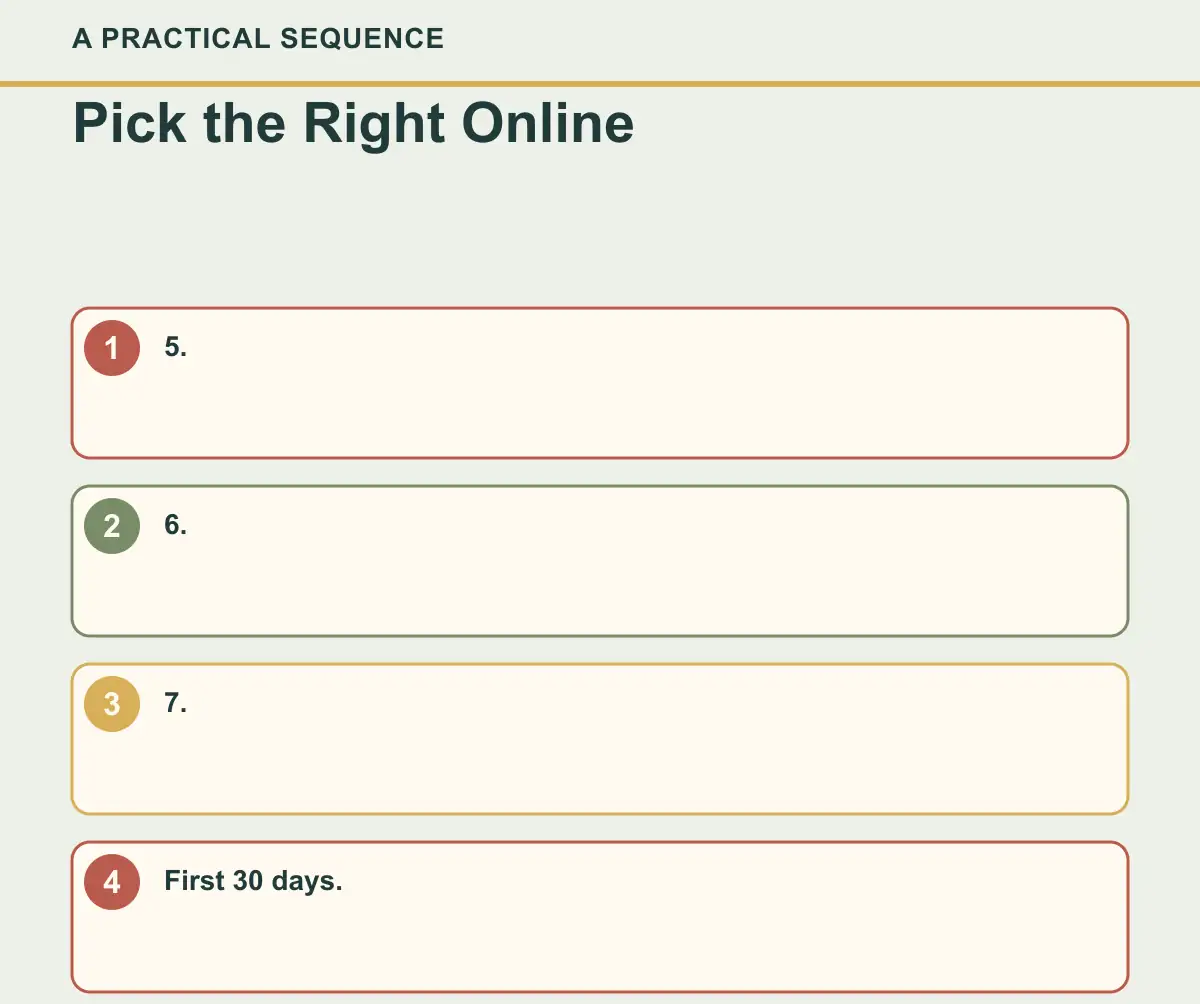 A PRACTICAL SEQUENCE
Pick the Right Online
1 5.
2 6.
3 7.
4 First 30 days.